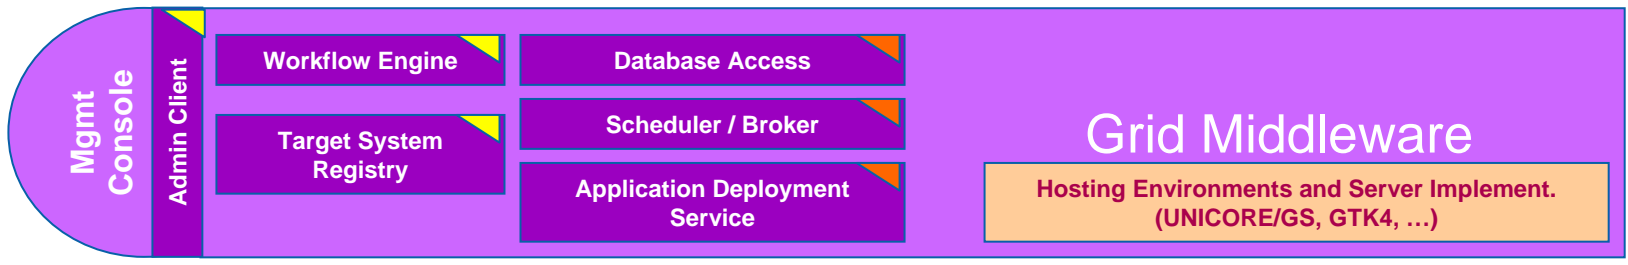 Mgmt
Console
Admin Client
Workflow Engine
Target System
Registry
Database Access
Scheduler / Broker
Application Deployment
Service
Grid Middleware
Hosting Environments and Server Implement.
(UNICORE/GS, GTK4, …)